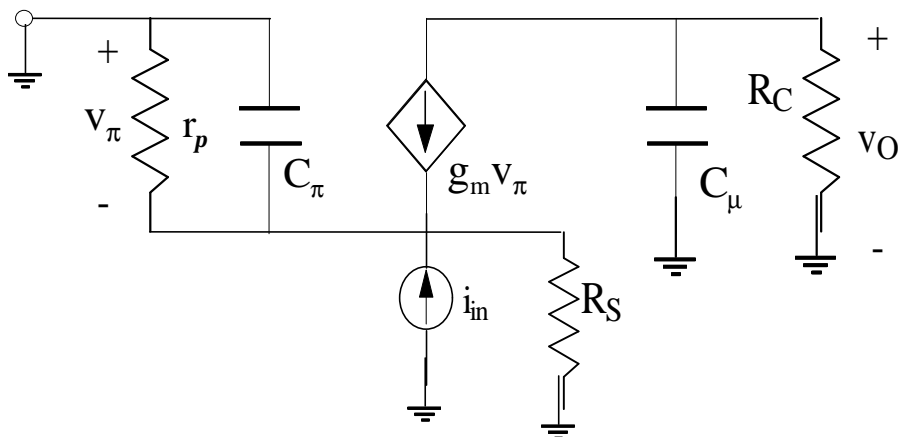 +
v_π
-
r_p
C_π
g_m v_π
i_in
R_S
C_μ
R_C
+
v_O
-